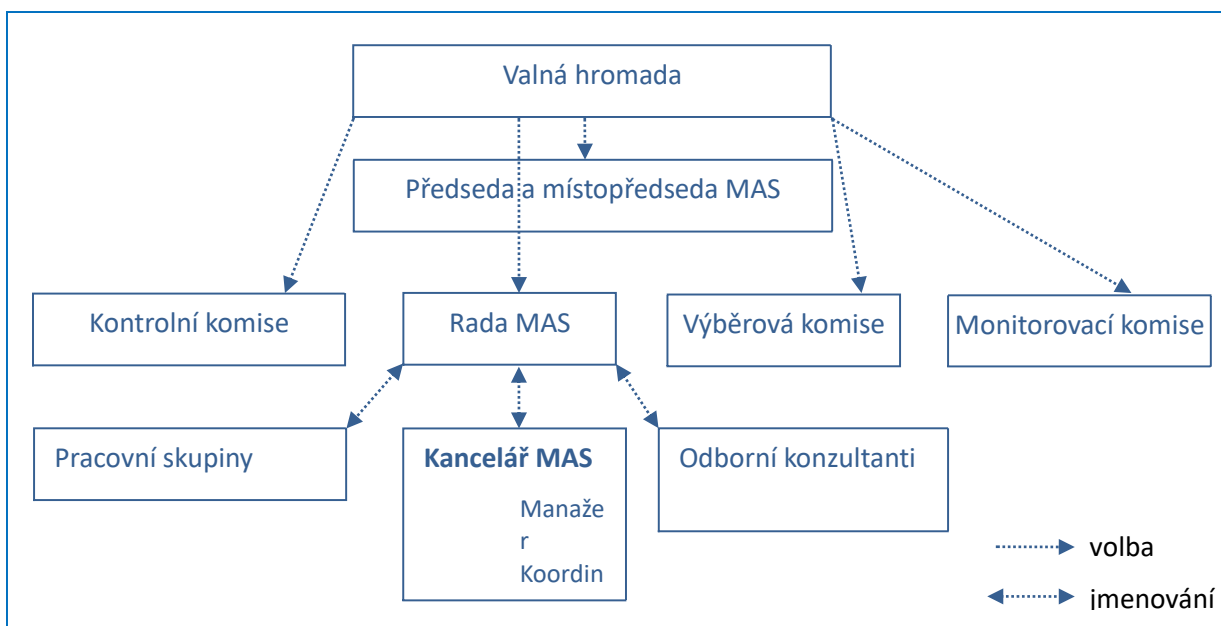 Valná hromada
Předseda a místopředseda MAS
Kontrolní komise
Rada MAS
Výběrová komise
Monitorovací komise
Pracovní skupiny
Kancelář MAS
Odborní konzultanti
Manaže
r
Koordin
volba
jmenování